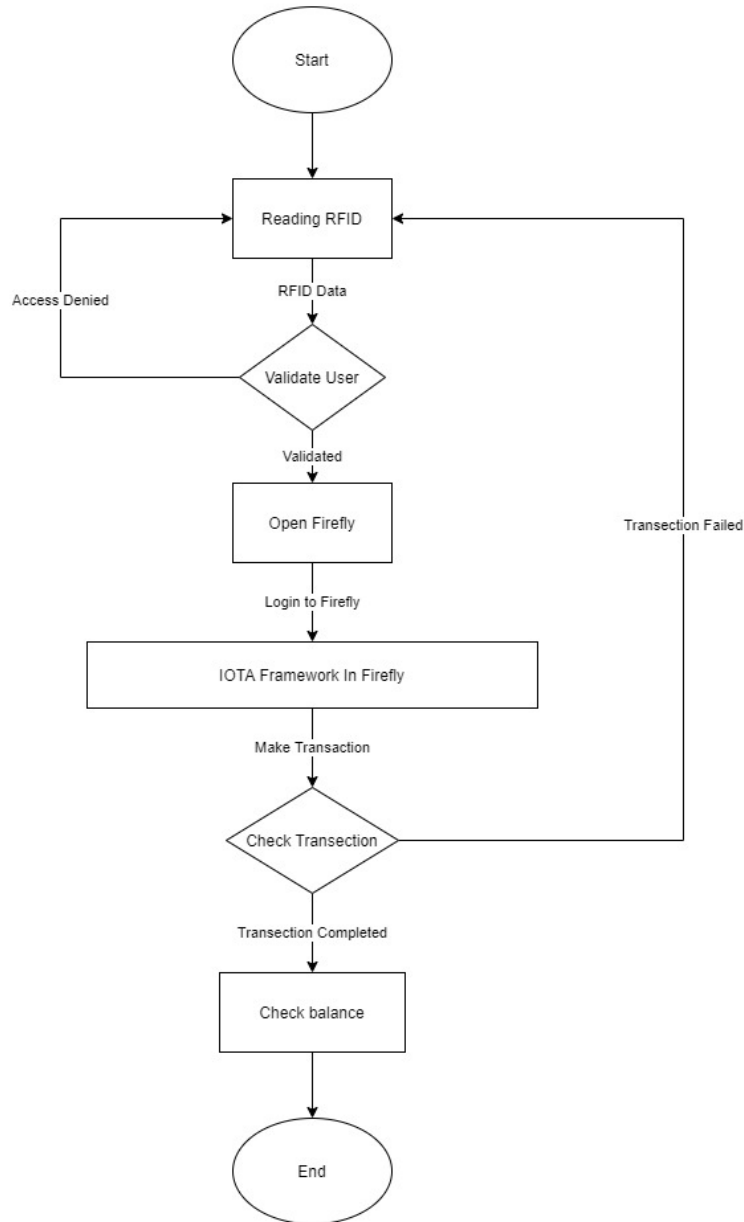 Start
Reading RFID
Access Denied
RFID Data
Validate User
Validated
Open Firefly
Transection Failed
Login to Firefly
IOTA Framework In Firefly
Make Transaction
Check Transection
Transection Completed
Check balance
End